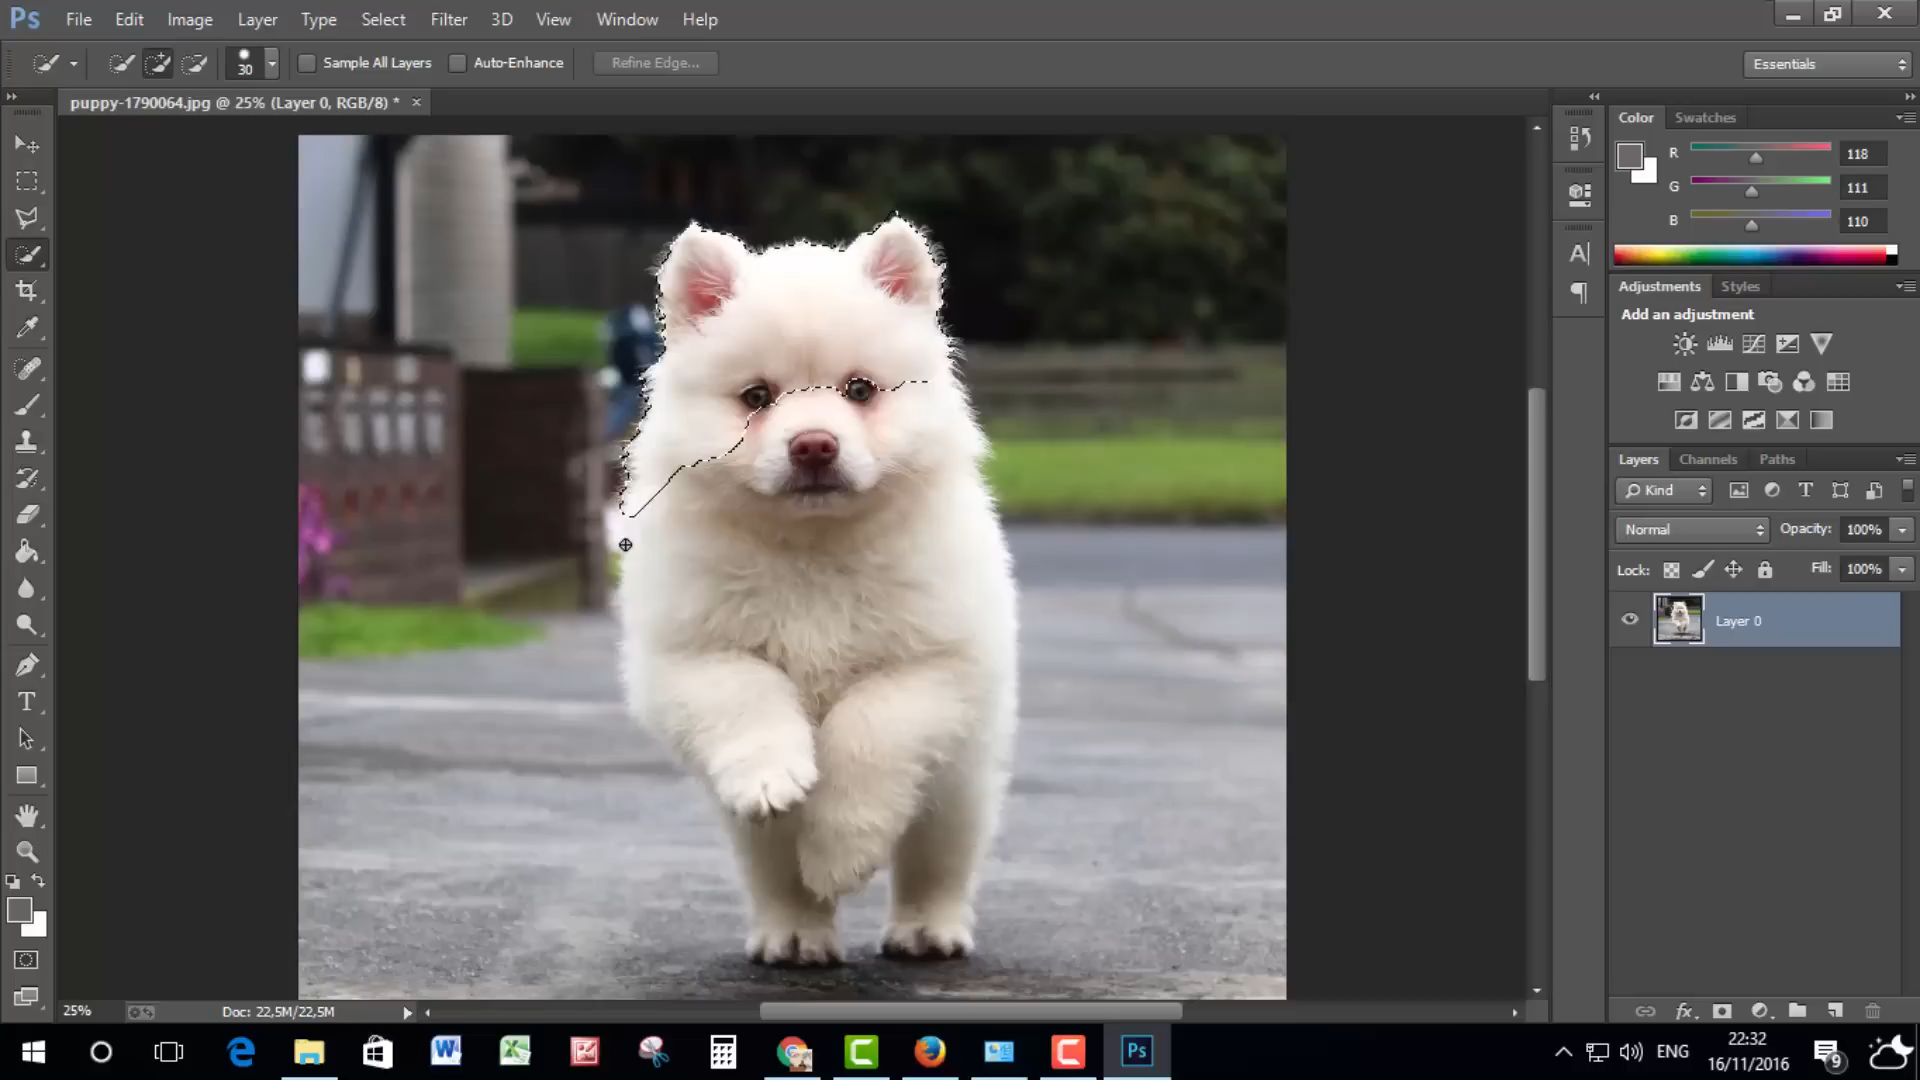 Ps File Edit Image Layer Type Select Filter 3D View Window Help
30 Sample All Layers Auto-Enhance Refine Edge... Essentials
puppy-1790064.jpg @ 25% (Layer 0, RGB/8) * ×
Color Swatches
R 118
G 111
B 110
Adjustments Styles
Add an adjustment
Layers Channels Paths
Kind
Normal Opacity: 100%
Lock: Fill: 100%
Layer 0
25% Doc: 22,5M/22,5M
ENG 22:32
16/11/2016
9
Ps